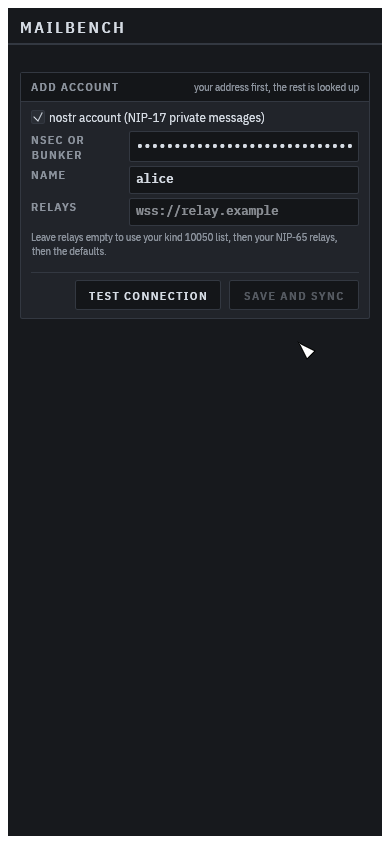 MAILBENCH
ADD ACCOUNT your address first, the rest is looked up
nostr account (NIP-17 private messages)
NSEC OR
BUNKER
NAME alice
RELAYS wss://relay.example
Leave relays empty to use your kind 10050 list, then your NIP-65 relays,
then the defaults.
TEST CONNECTION SAVE AND SYNC